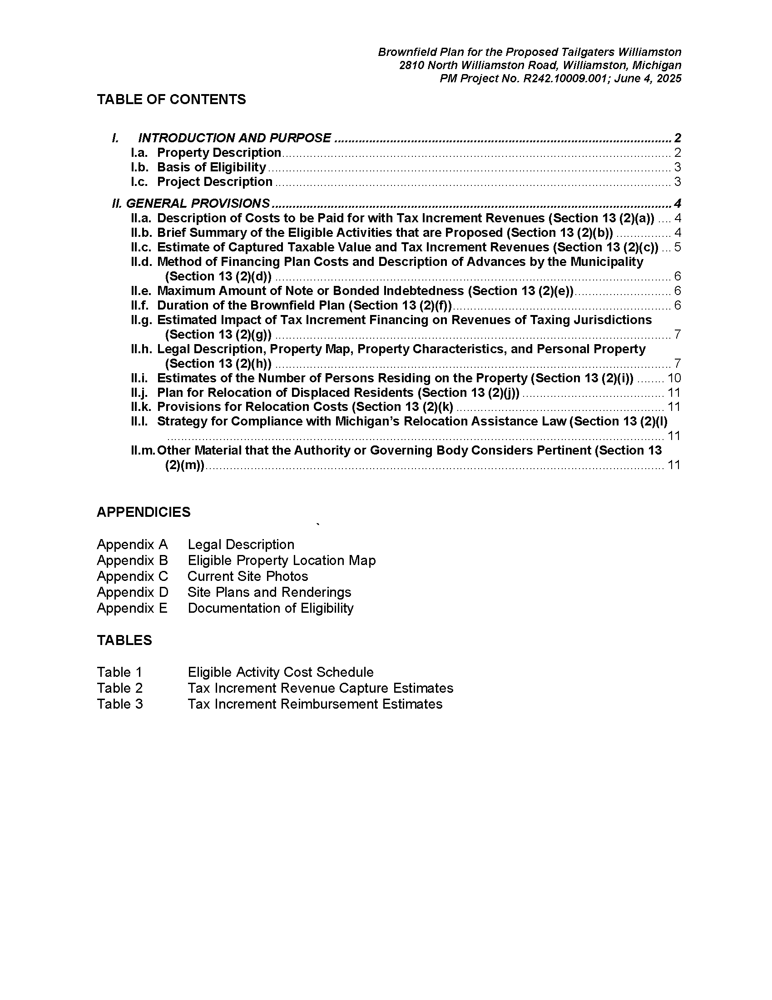 Brownfield Plan for the Proposed Tailgaters Williamston
2810 North Williamston Road, Williamston, Michigan
PM Project No. R242.10009.001; June 4, 2025
TABLE OF CONTENTS
I. INTRODUCTION AND PURPOSE ........ 2
I.a. Property Description ........ 2
I.b. Basis of Eligibility ........ 3
I.c. Project Description ........ 3
II. GENERAL PROVISIONS ........ 4
II.a. Description of Costs to be Paid for with Tax Increment Revenues (Section 13 (2)(a)) .... 4
II.b. Brief Summary of the Eligible Activities that are Proposed (Section 13 (2)(b)) ........ 4
II.c. Estimate of Captured Taxable Value and Tax Increment Revenues (Section 13 (2)(c)) ... 5
II.d. Method of Financing Plan Costs and Description of Advances by the Municipality
(Section 13 (2)(d)) ........ 6
II.e. Maximum Amount of Note or Bonded Indebtedness (Section 13 (2)(e)) ........ 6
II.f. Duration of the Brownfield Plan (Section 13 (2)(f)) ........ 6
II.g. Estimated Impact of Tax Increment Financing on Revenues of Taxing Jurisdictions
(Section 13 (2)(g)) ........ 7
II.h. Legal Description, Property Map, Property Characteristics, and Personal Property
(Section 13 (2)(h)) ........ 7
II.i. Estimates of the Number of Persons Residing on the Property (Section 13 (2)(i)) ........ 10
II.j. Plan for Relocation of Displaced Residents (Section 13 (2)(j)) ........ 11
II.k. Provisions for Relocation Costs (Section 13 (2)(k) ........ 11
II.l. Strategy for Compliance with Michigan’s Relocation Assistance Law (Section 13 (2)(l)
........ 11
II.m. Other Material that the Authority or Governing Body Considers Pertinent (Section 13
(2)(m)) ........ 11
APPENDICIES
`
Appendix A Legal Description
Appendix B Eligible Property Location Map
Appendix C Current Site Photos
Appendix D Site Plans and Renderings
Appendix E Documentation of Eligibility
TABLES
Table 1 Eligible Activity Cost Schedule
Table 2 Tax Increment Revenue Capture Estimates
Table 3 Tax Increment Reimbursement Estimates